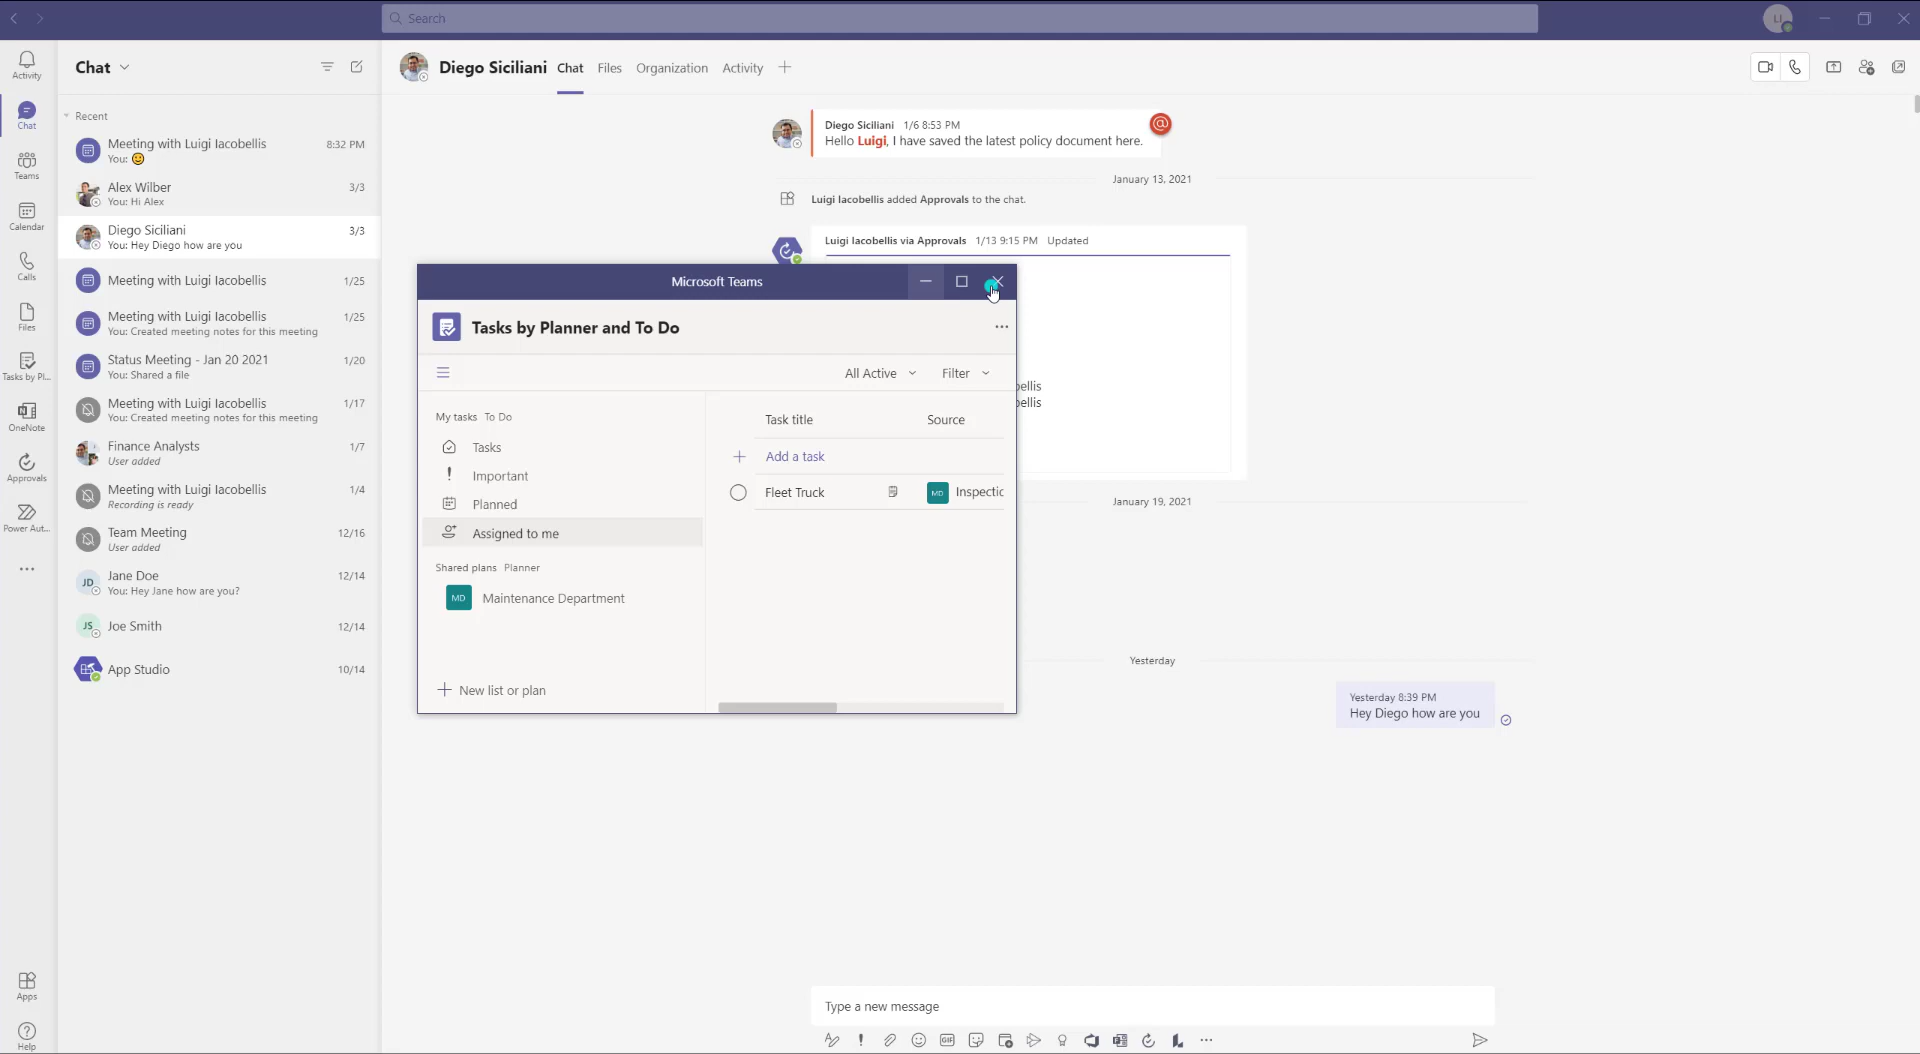 Search
LI
Activity
Chat
Teams
Calendar
Calls
Files
Tasks by Pl...
OneNote
Approvals
Power Aut...
Apps
Help
Chat
Recent
Meeting with Luigi Iacobellis 8:32 PM
You:
Alex Wilber 3/3
You: Hi Alex
Diego Siciliani 3/3
You: Hey Diego how are you
Meeting with Luigi Iacobellis 1/25
Meeting with Luigi Iacobellis 1/25
You: Created meeting notes for this meeting
Status Meeting - Jan 20 2021 1/20
You: Shared a file
Meeting with Luigi Iacobellis 1/17
You: Created meeting notes for this meeting
Finance Analysts 1/7
User added
Meeting with Luigi Iacobellis 1/4
Recording is ready
Team Meeting 12/16
User added
JD Jane Doe 12/14
You: Hey Jane how are you?
JS Joe Smith 12/14
App Studio 10/14
Diego Siciliani Chat Files Organization Activity
Diego Siciliani 1/6 8:53 PM
Hello Luigi, I have saved the latest policy document here.
January 13, 2021
Luigi Iacobellis added Approvals to the chat.
Luigi Iacobellis via Approvals 1/13 9:15 PM Updated
Microsoft Teams
Tasks by Planner and To Do
All Active Filter
My tasks To Do
Tasks
Important
Planned
Assigned to me
Shared plans Planner
MD Maintenance Department
New list or plan
Task title Source
Add a task
Fleet Truck MD Inspectic
bellis
bellis
January 19, 2021
Yesterday
Yesterday 8:39 PM
Hey Diego how are you
Type a new message
GIF